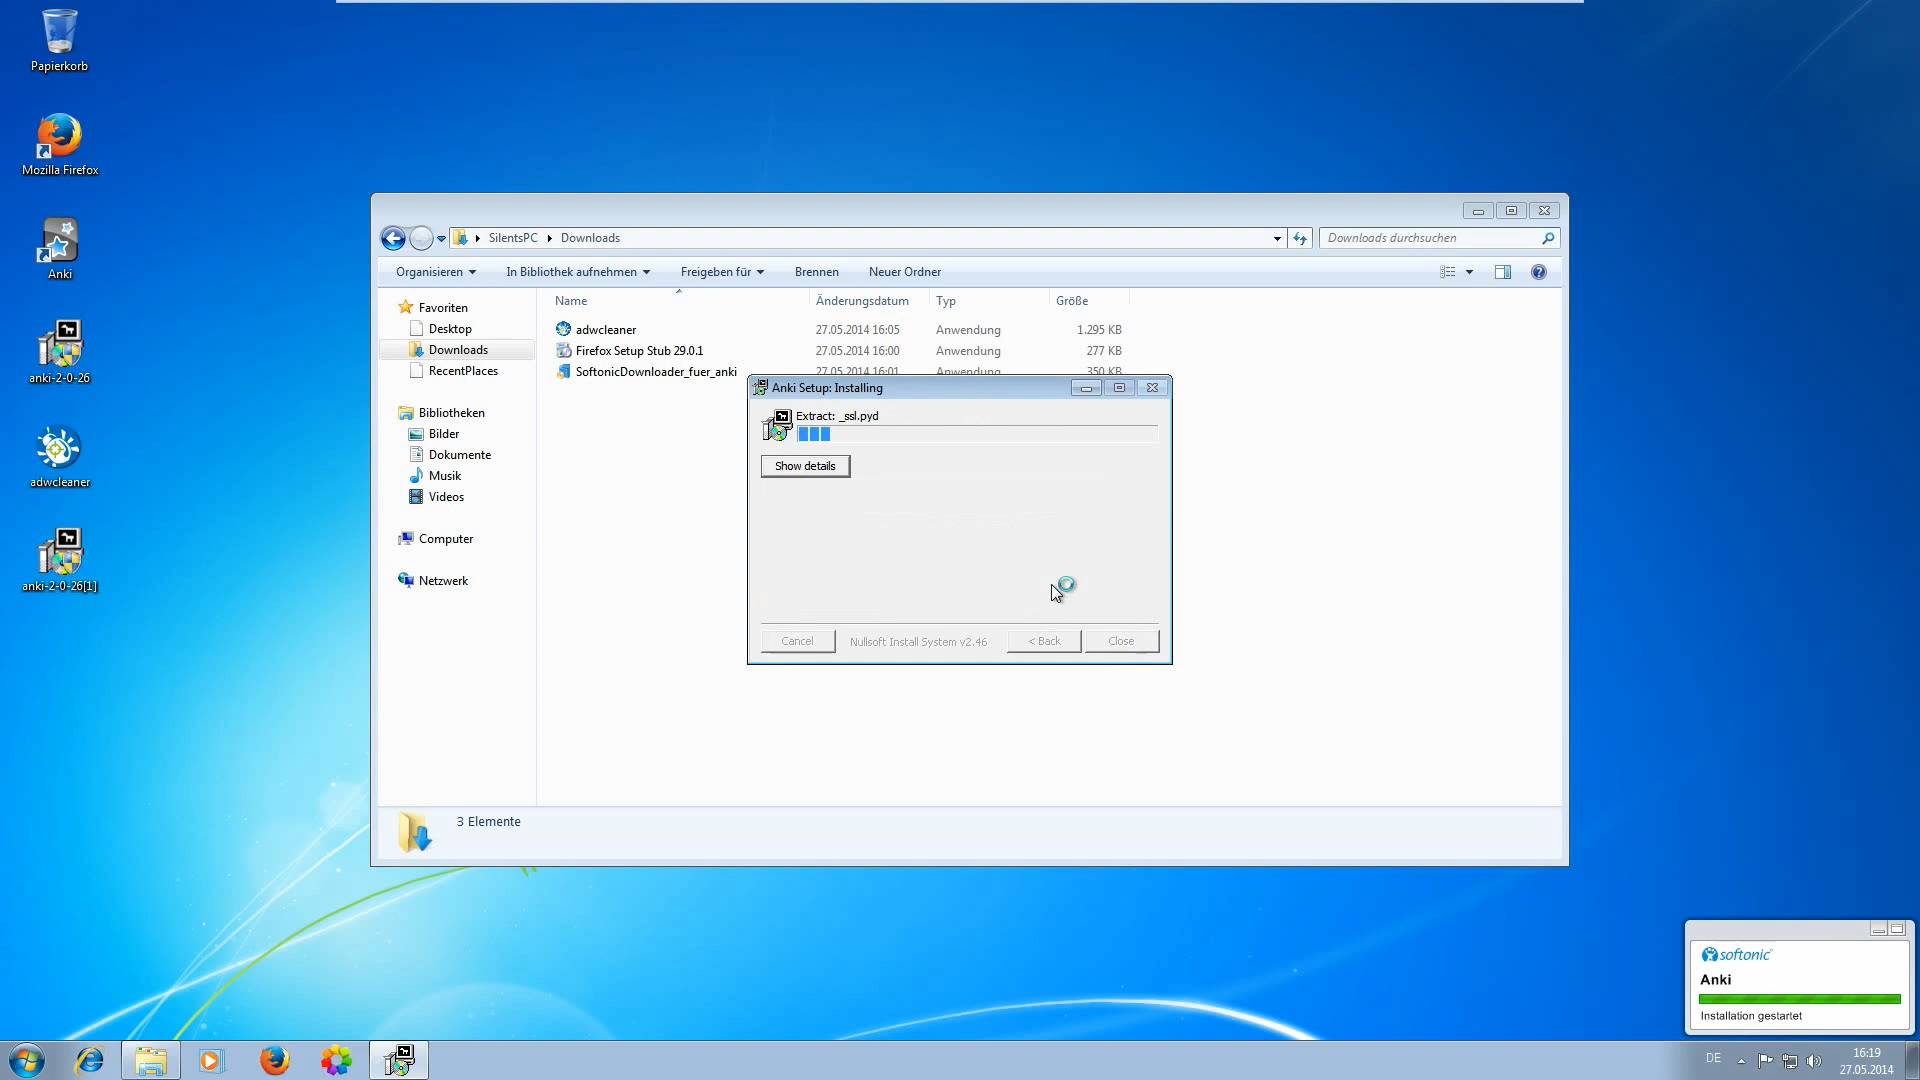 Papierkorb
Mozilla Firefox
Anki
anki-2-0-26
adwcleaner
anki-2-0-26[1]
SilentsPC Downloads
Downloads durchsuchen
Organisieren In Bibliothek aufnehmen Freigeben für Brennen Neuer Ordner
Name Änderungsdatum Typ Größe
adwcleaner 27.05.2014 16:05 Anwendung 1.295 KB
Firefox Setup Stub 29.0.1 27.05.2014 16:00 Anwendung 277 KB
SoftonicDownloader_fuer_anki 27.05.2014 16:01 Anwendung 350 KB
Favoriten
Desktop
Downloads
RecentPlaces
Bibliotheken
Bilder
Dokumente
Musik
Videos
Computer
Netzwerk
3 Elemente
Anki Setup: Installing
Extract: _ssl.pyd
Show details
Cancel Nullsoft Install System v2.46 < Back Close
softonic
Anki
Installation gestartet
DE
16:19
27.05.2014